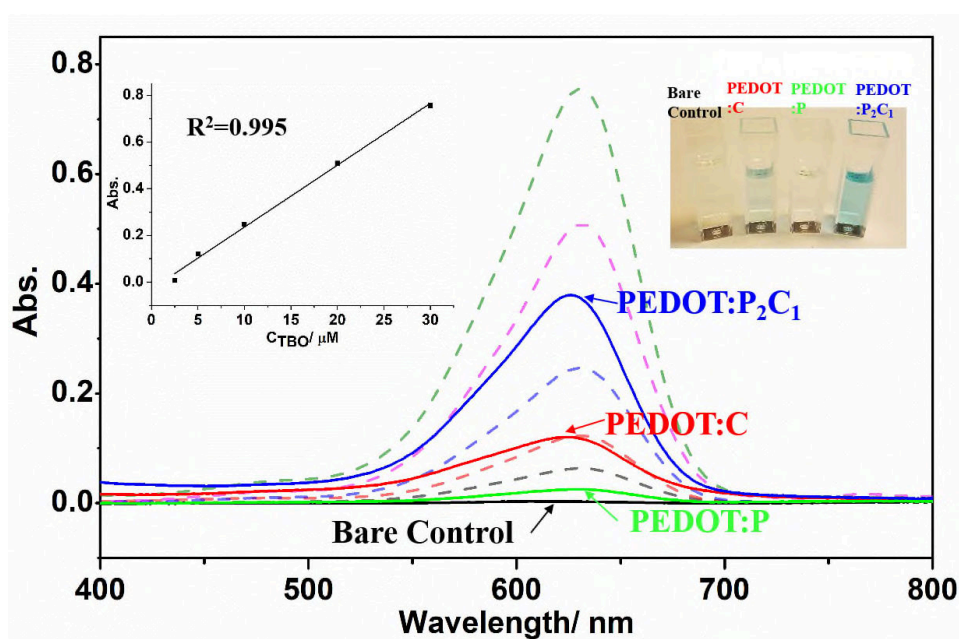 0.8
0.6
0.4
0.2
0.0
Abs.
400
500
600
700
800
Wavelength/ nm
R²=0.995
0.8
0.6
0.4
0.2
0.0
Abs.
0
5
10
15
20
25
30
C_TBO/ μM
Bare
Control
PEDOT
:C
PEDOT
:P
PEDOT
:P₂C₁
PEDOT:P₂C₁
PEDOT:C
PEDOT:P
Bare Control